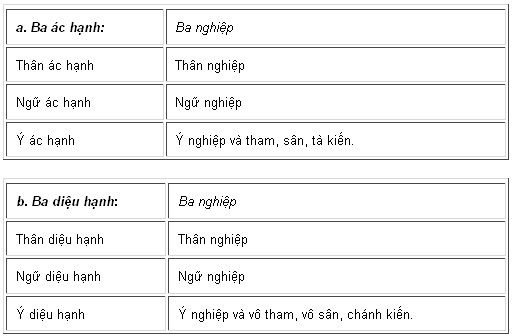 a. Ba ác hạnh: Ba nghiệp
Thân ác hạnh Thân nghiệp
Ngữ ác hạnh Ngữ nghiệp
Ý ác hạnh Ý nghiệp và tham, sân, tà kiến.
b. Ba diệu hạnh: Ba nghiệp
Thân diệu hạnh Thân nghiệp
Ngữ diệu hạnh Ngữ nghiệp
Ý diệu hạnh Ý nghiệp và vô tham, vô sân, chánh kiến.